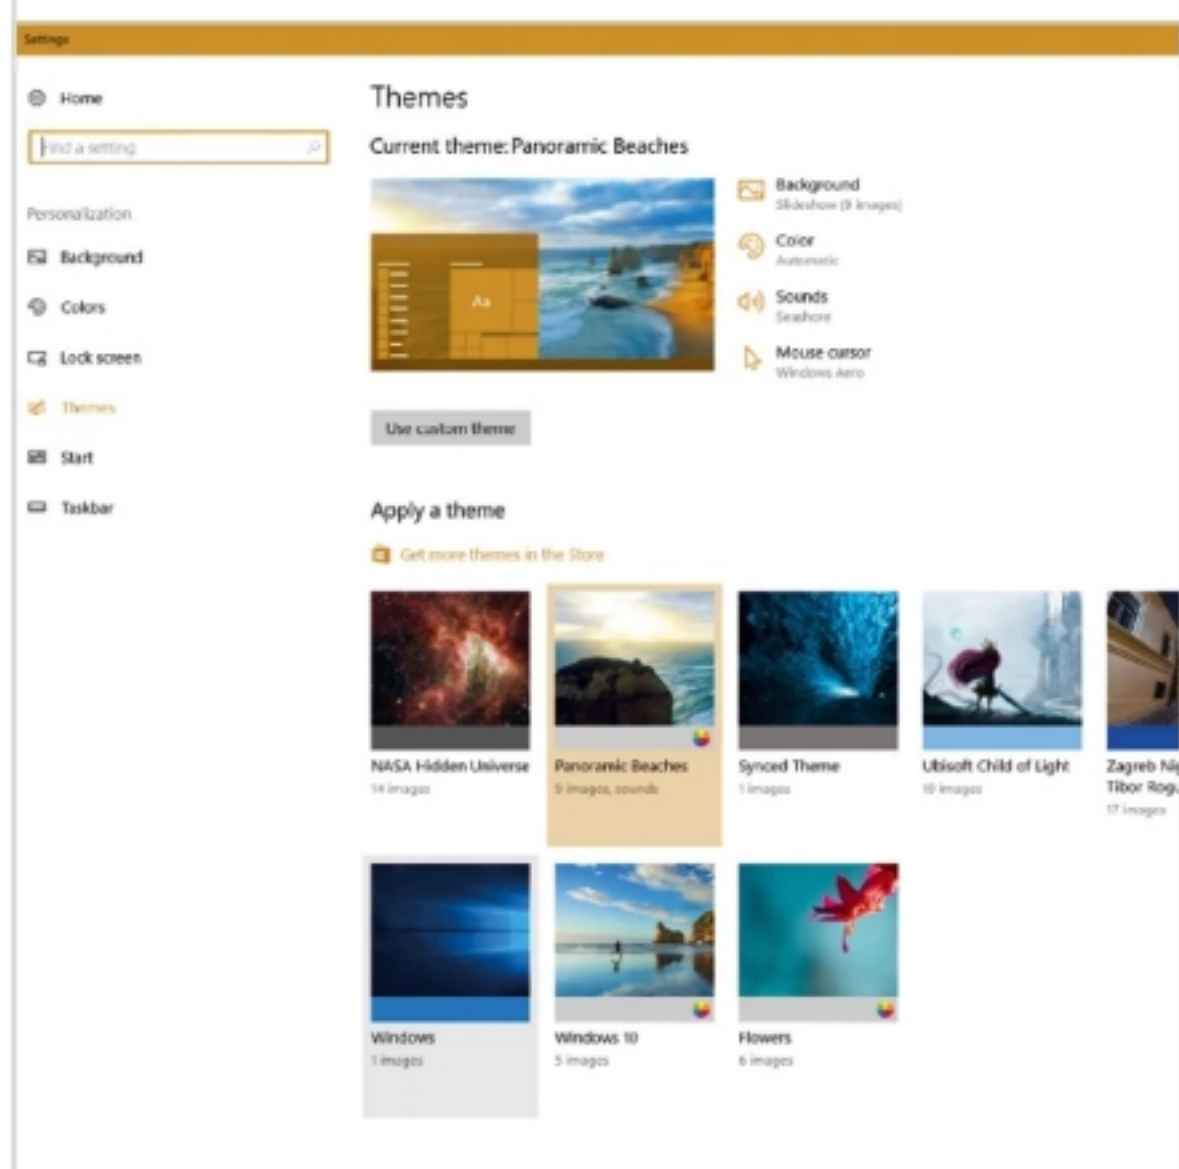 Settings
Home
Find a setting
Personalization
Background
Colors
Lock screen
Themes
Start
Taskbar
Themes
Current theme: Panoramic Beaches
Aa
Background
Slideshow (9 images)
Color
Automatic
Sounds
Seashore
Mouse cursor
Windows Aero
Use custom theme
Apply a theme
Get more themes in the Store
NASA Hidden Universe
14 images
Panoramic Beaches
9 images, sounds
Synced Theme
1 images
Ubisoft Child of Light
Zagreb
Tibor
17 images
Windows
1 images
Windows 10
5 images
Flowers
6 images